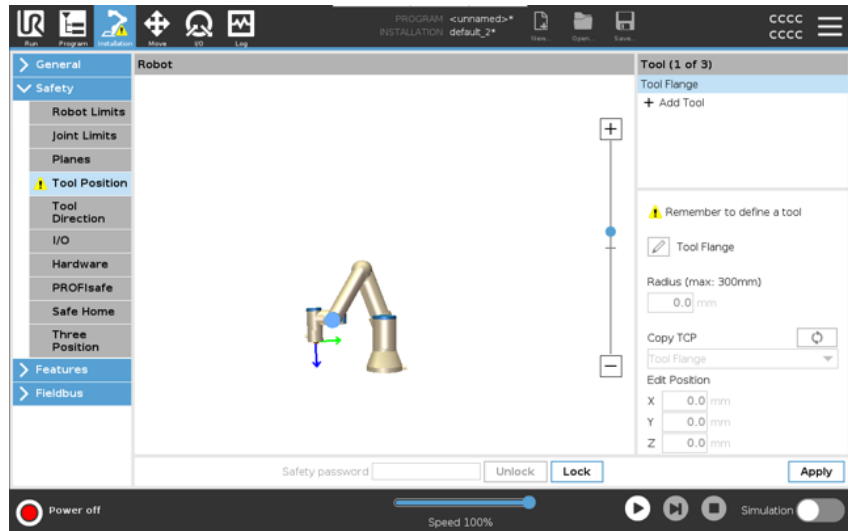 PROGRAM <unnamed>*
INSTALLATION default_2*
Run
Program
Installation
Move
I/O
Log
New...
Open...
Save...
CCCC
CCCC
General
Safety
Robot Limits
Joint Limits
Planes
Tool Position
Tool
Direction
I/O
Hardware
PROFIsafe
Safe Home
Three
Position
Features
Fieldbus
Robot
Tool (1 of 3)
Tool Flange
+ Add Tool
Remember to define a tool
Tool Flange
Radius (max: 300mm)
0.0 mm
Copy TCP
Tool Flange
Edit Position
X 0.0 mm
Y 0.0 mm
Z 0.0 mm
Safety password
Unlock
Lock
Apply
Power off
Speed 100%
Simulation